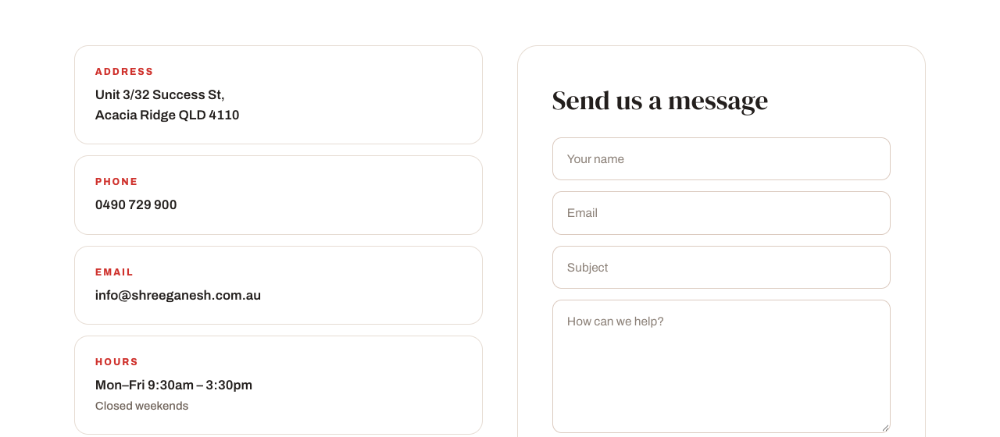 ADDRESS
Unit 3/32 Success St,
Acacia Ridge QLD 4110
PHONE
0490 729 900
EMAIL
info@shreeganesh.com.au
HOURS
Mon–Fri 9:30am – 3:30pm
Closed weekends
Send us a message
Your name
Email
Subject
How can we help?